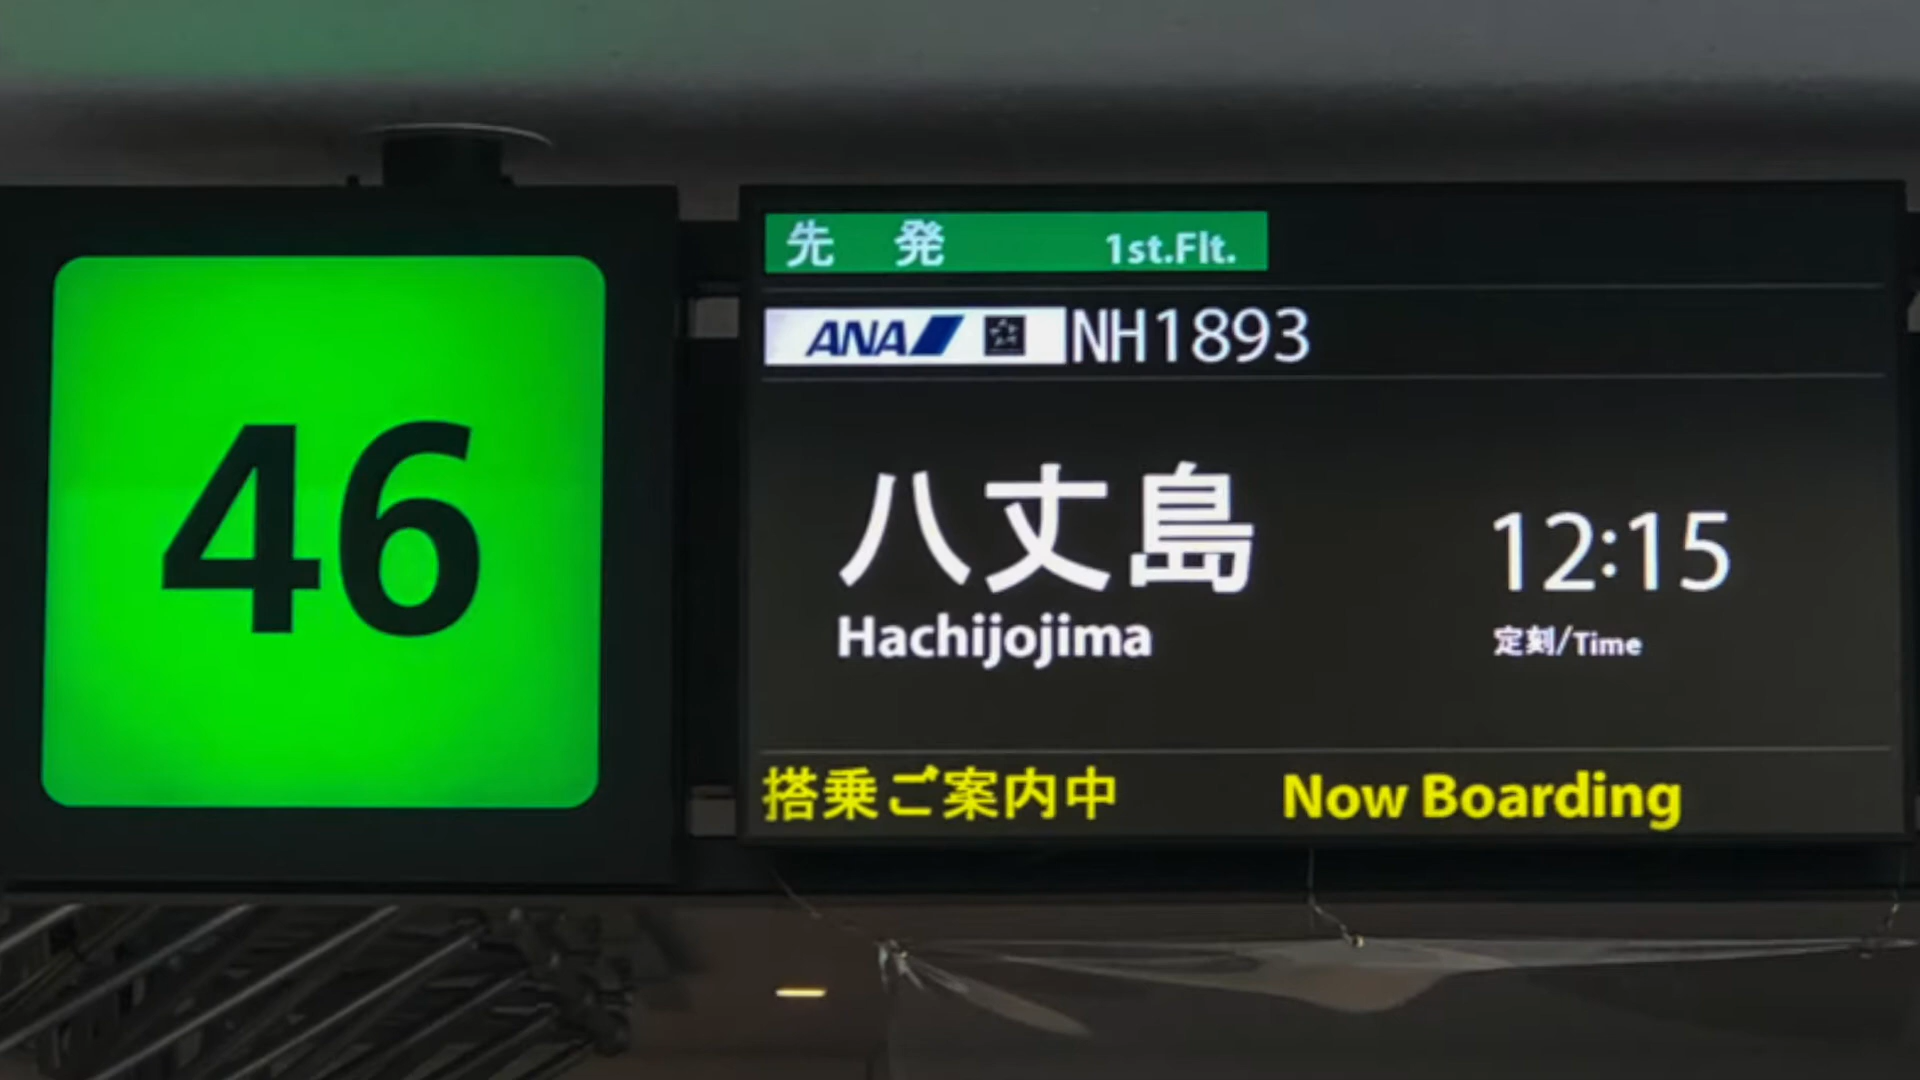 46
先 発 1st.Flt.
ANA NH1893
八丈島 12:15
Hachijojima 定刻/Time
搭乗ご案内中 Now Boarding